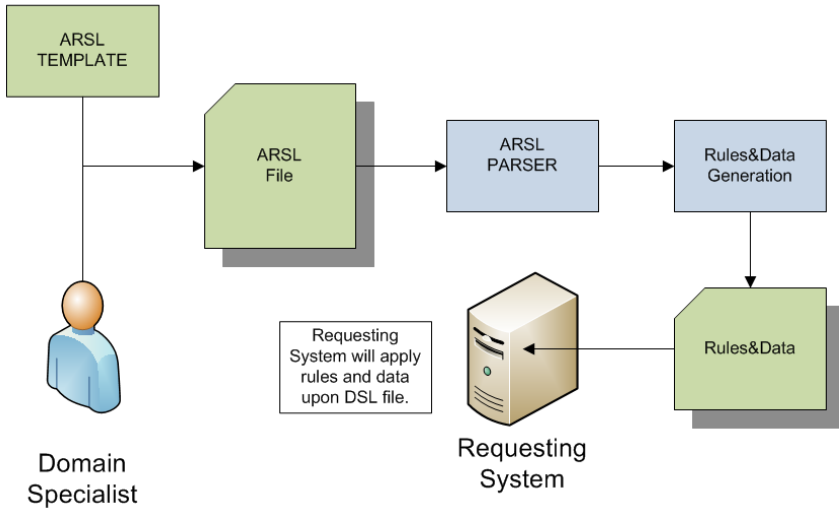 ARSL
TEMPLATE
ARSL
File
ARSL
PARSER
Rules&Data
Generation
Rules&Data
Requesting
System will apply
rules and data
upon DSL file.
Requesting
System
Domain
Specialist